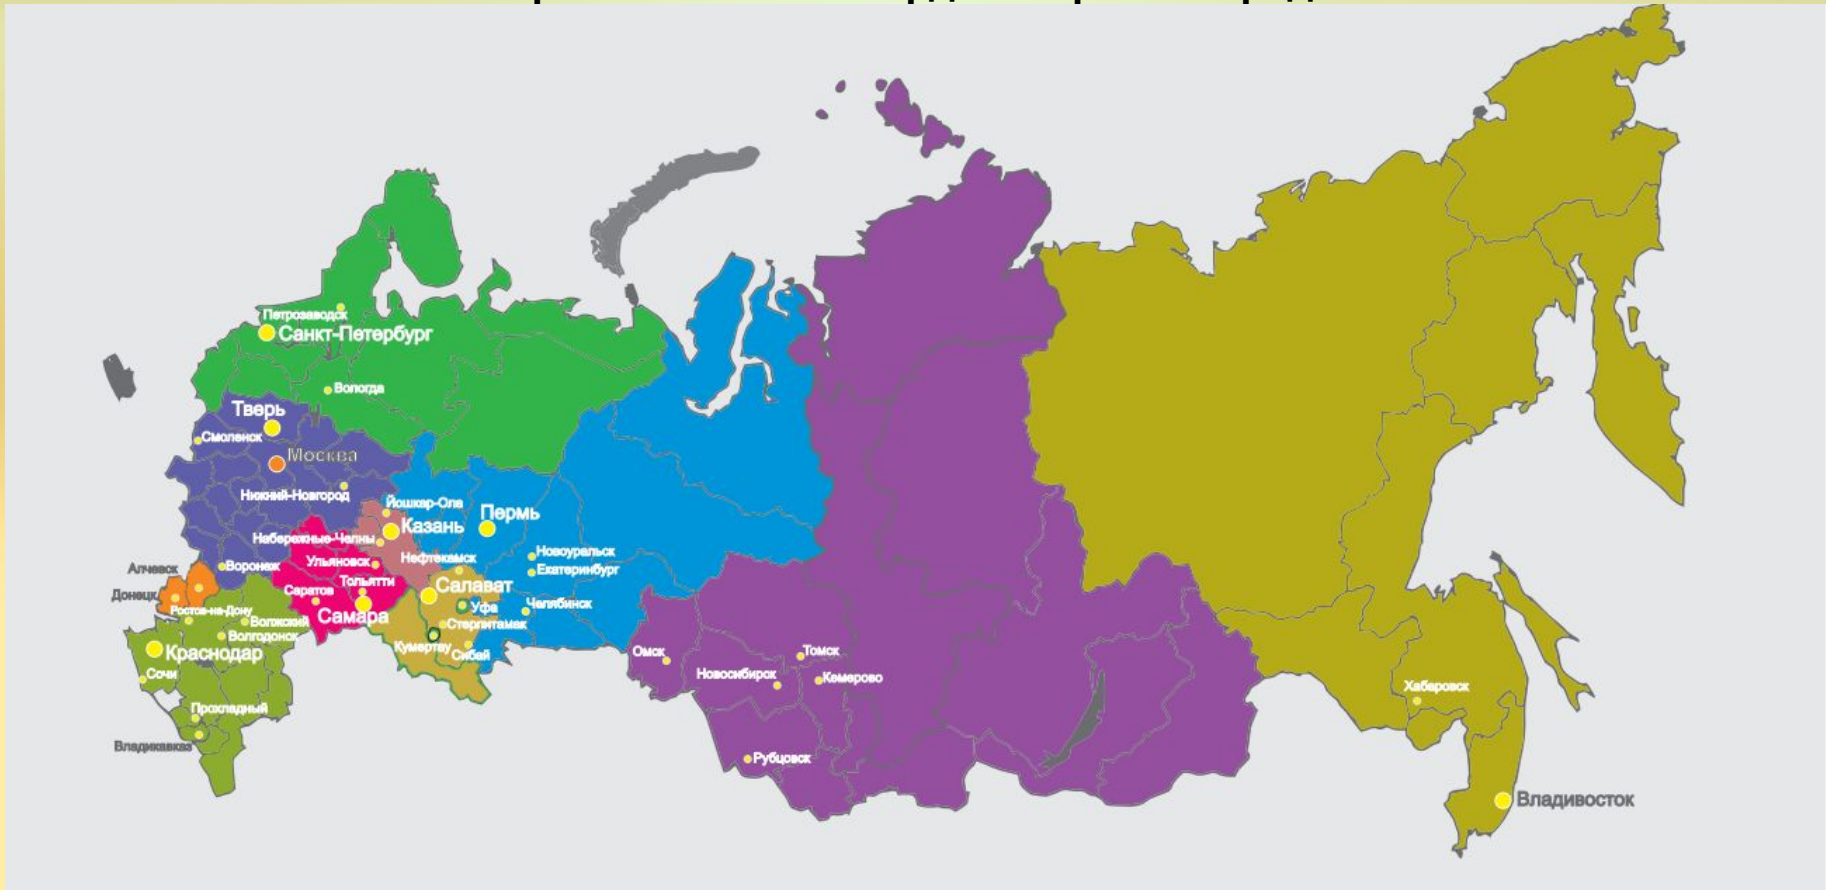 Петрозаводск
Санкт-Петербург
Вологда
Тверь
Смоленск
Москва
Нижний-Новгород
Йошкар-Ола
Казань
Пермь
Набережные-Челны
Нефтекамск
Новоуральск
Ульяновск
Екатеринбург
Воронеж
Алчевск
Тольятти
Салават
Саратов
Донецк
Уфа
Челябинск
Ростов-на-Дону
Самара
Волжский
Стерлитамак
Волгодонск
Кумертау
Сибай
Краснодар
Сочи
Прохладный
Владикавказ
Омск
Томск
Новосибирск
Кемерово
Рубцовск
Хабаровск
Владивосток